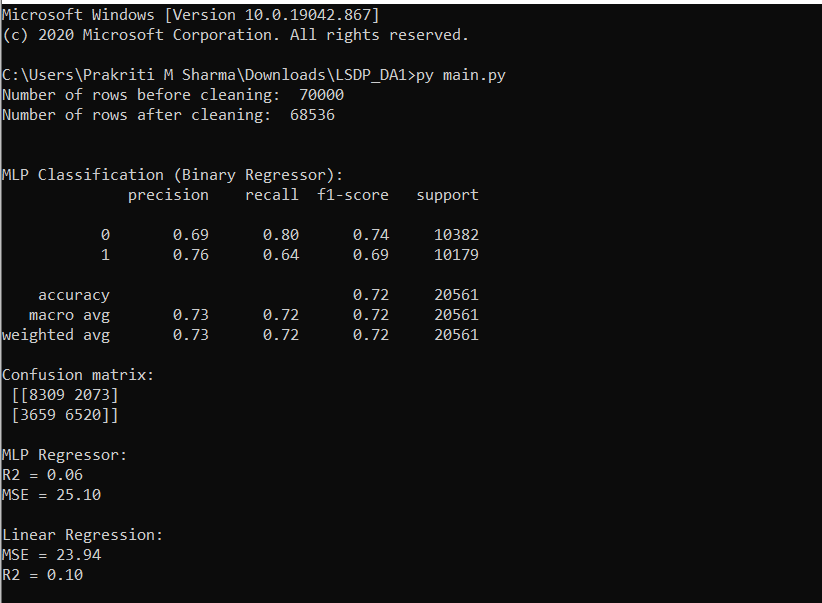 Microsoft Windows [Version 10.0.19042.867]
(c) 2020 Microsoft Corporation. All rights reserved.
C:\Users\Prakriti M Sharma\Downloads\LSDP_DA1>py main.py
Number of rows before cleaning:  70000
Number of rows after cleaning:  68536
MLP Classification (Binary Regressor):
              precision    recall  f1-score   support
           0       0.69      0.80      0.74     10382
           1       0.76      0.64      0.69     10179
    accuracy                           0.72     20561
   macro avg       0.73      0.72      0.72     20561
weighted avg       0.73      0.72      0.72     20561
Confusion matrix:
 [[8309 2073]
 [3659 6520]]
MLP Regressor:
R2 = 0.06
MSE = 25.10
Linear Regression:
MSE = 23.94
R2 = 0.10